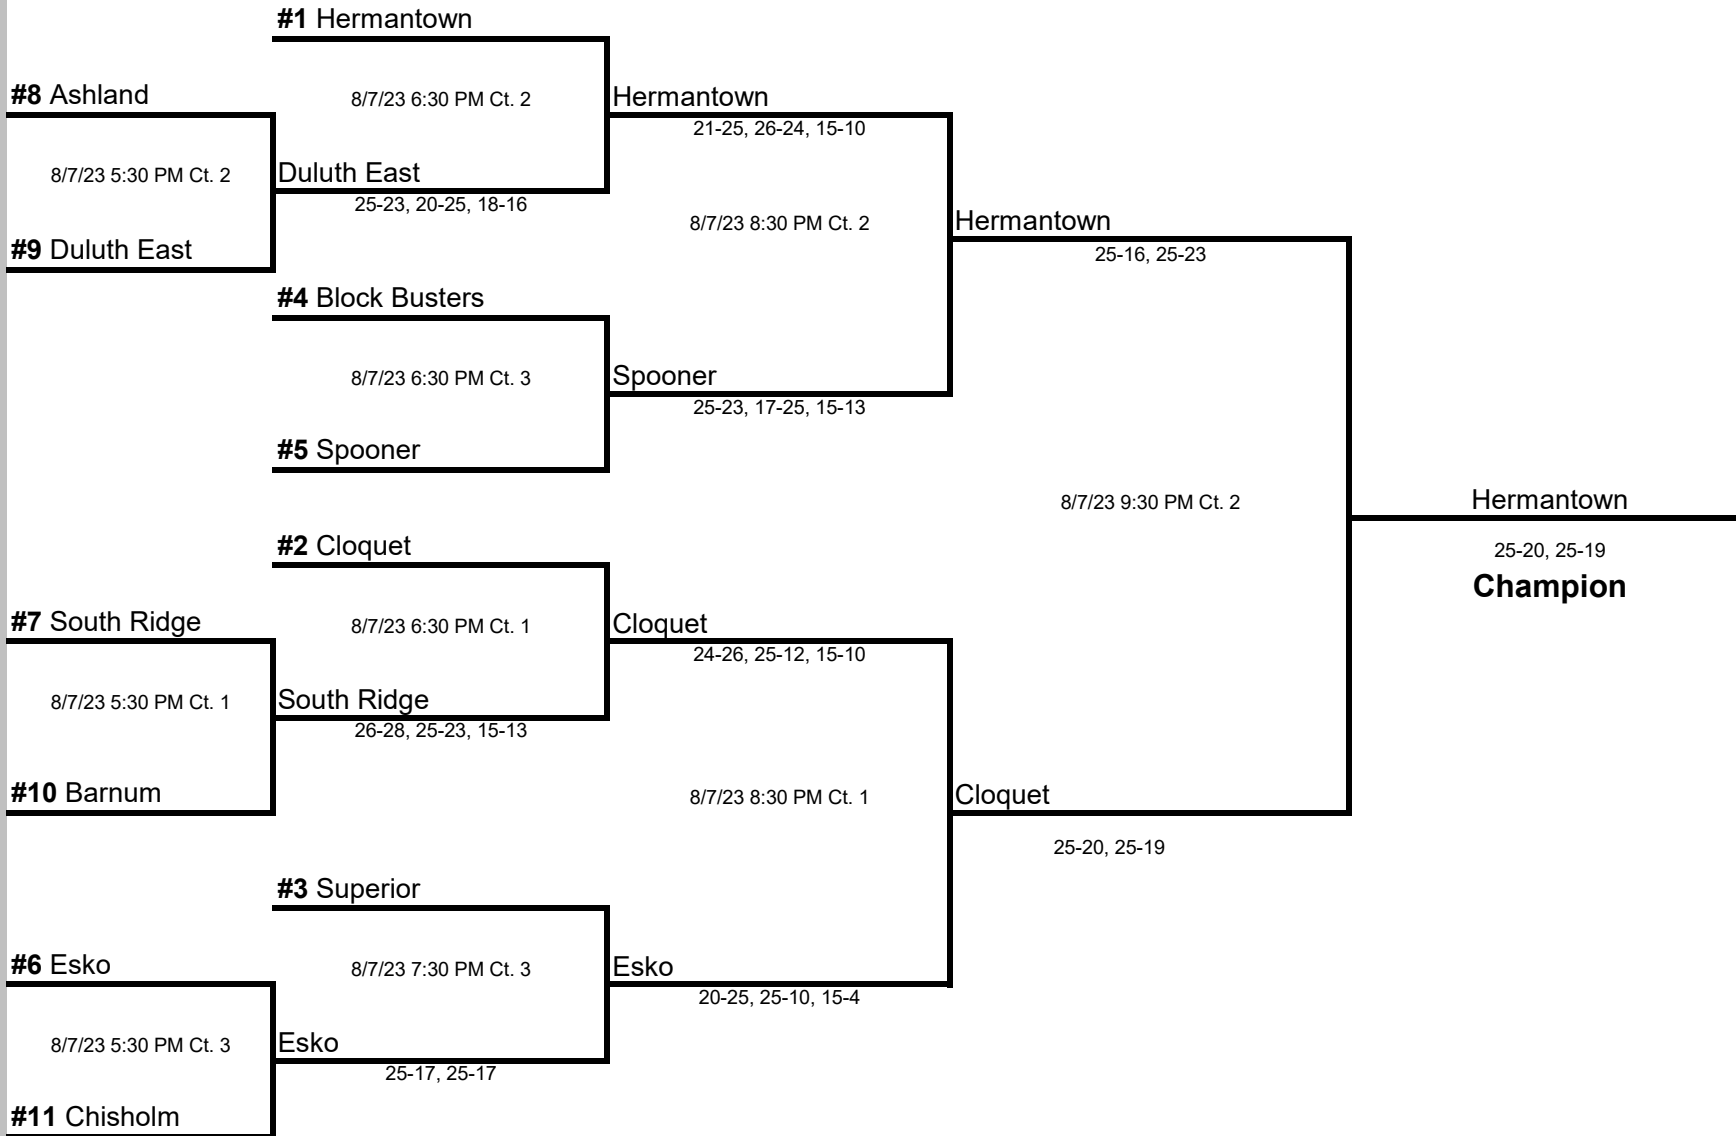 #1 Hermantown
#8 Ashland
8/7/23 6:30 PM Ct. 2
Hermantown
21-25, 26-24, 15-10
8/7/23 5:30 PM Ct. 2
Duluth East
25-23, 20-25, 18-16
8/7/23 8:30 PM Ct. 2
Hermantown
25-16, 25-23
#9 Duluth East
#4 Block Busters
8/7/23 6:30 PM Ct. 3
Spooner
25-23, 17-25, 15-13
#5 Spooner
8/7/23 9:30 PM Ct. 2
Hermantown
25-20, 25-19
Champion
#2 Cloquet
#7 South Ridge
8/7/23 6:30 PM Ct. 1
Cloquet
24-26, 25-12, 15-10
8/7/23 5:30 PM Ct. 1
South Ridge
26-28, 25-23, 15-13
#10 Barnum
8/7/23 8:30 PM Ct. 1
Cloquet
25-20, 25-19
#3 Superior
#6 Esko
8/7/23 7:30 PM Ct. 3
Esko
20-25, 25-10, 15-4
8/7/23 5:30 PM Ct. 3
Esko
25-17, 25-17
#11 Chisholm